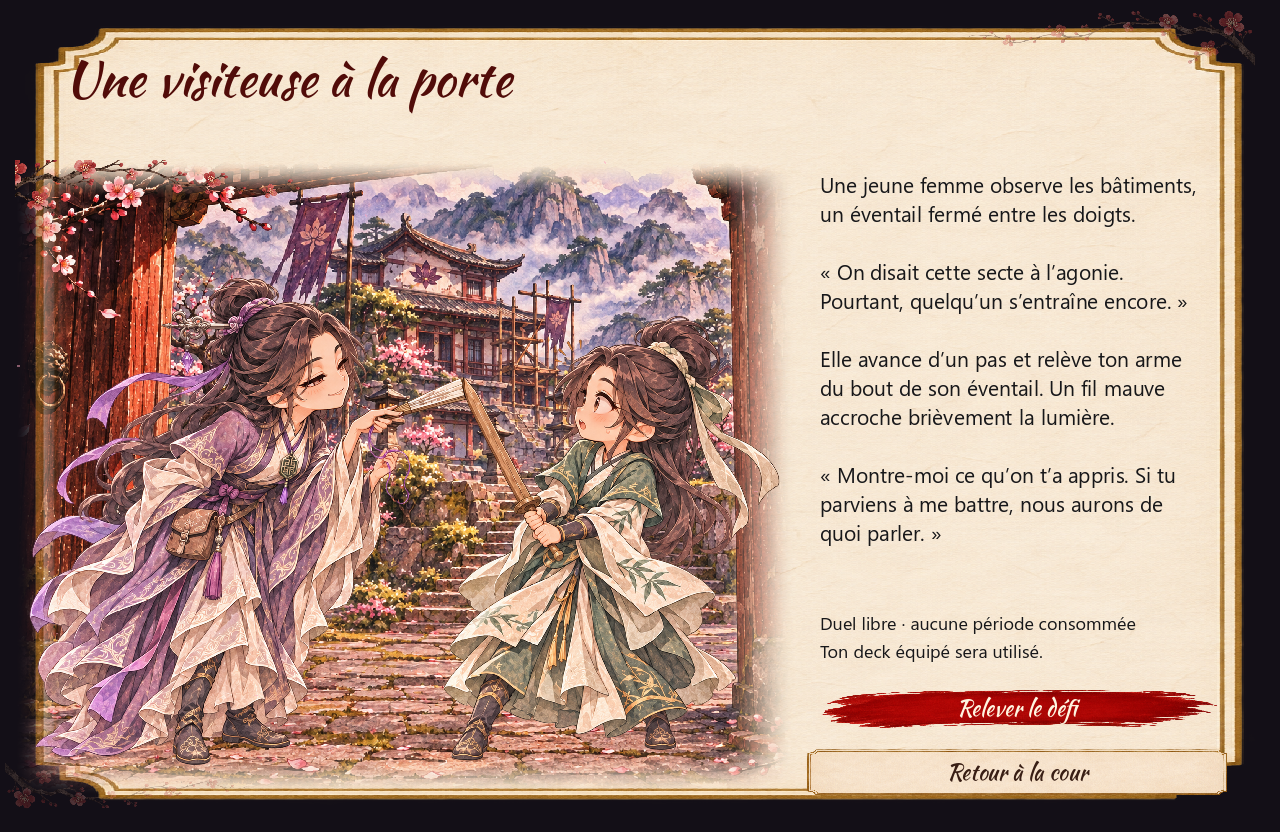 Une visiteuse à la porte
Une jeune femme observe les bâtiments,
un éventail fermé entre les doigts.
« On disait cette secte à l’agonie.
Pourtant, quelqu’un s’entraîne encore. »
Elle avance d’un pas et relève ton arme
du bout de son éventail. Un fil mauve
accroche brièvement la lumière.
« Montre-moi ce qu’on t’a appris. Si tu
parviens à me battre, nous aurons de
quoi parler. »
Duel libre · aucune période consommée
Ton deck équipé sera utilisé.
Relever le défi
Retour à la cour